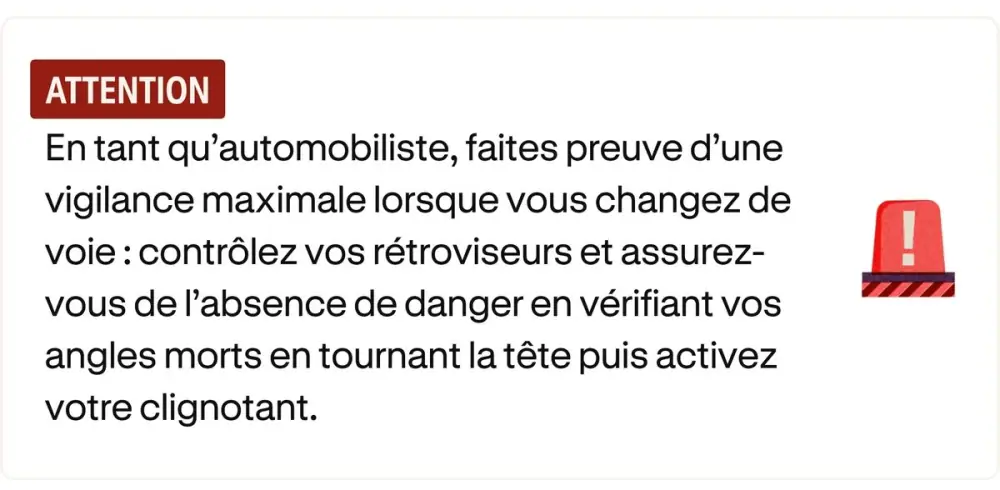 ATTENTION
En tant qu’automobiliste, faites preuve d’une
vigilance maximale lorsque vous changez de
voie : contrôlez vos rétroviseurs et assurez-
vous de l’absence de danger en vérifiant vos
angles morts en tournant la tête puis activez
votre clignotant.
!